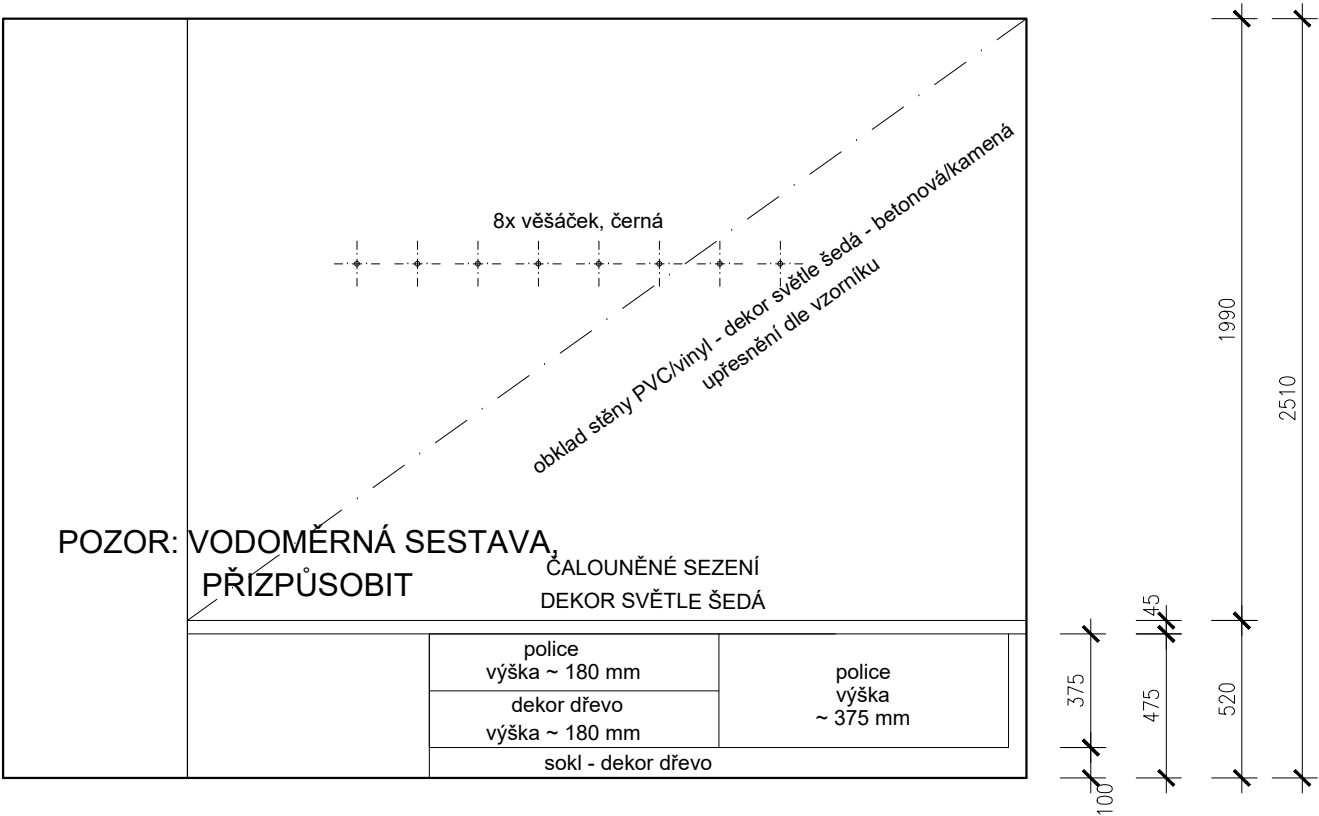 8x věšáček, černá
obklad stěny PVC/vinyl - dekor světle šedá - betonová/kamená
upřesnění dle vzorníku
POZOR: VODOMĚRNÁ SESTAVA,
PŘIZPŮSOBIT
ČALOUNĚNÉ SEZENÍ
DEKOR SVĚTLE ŠEDÁ
police
výška ~ 180 mm
dekor dřevo
výška ~ 180 mm
police
výška
~ 375 mm
sokl - dekor dřevo
375
100
45
475
1990
520
2510